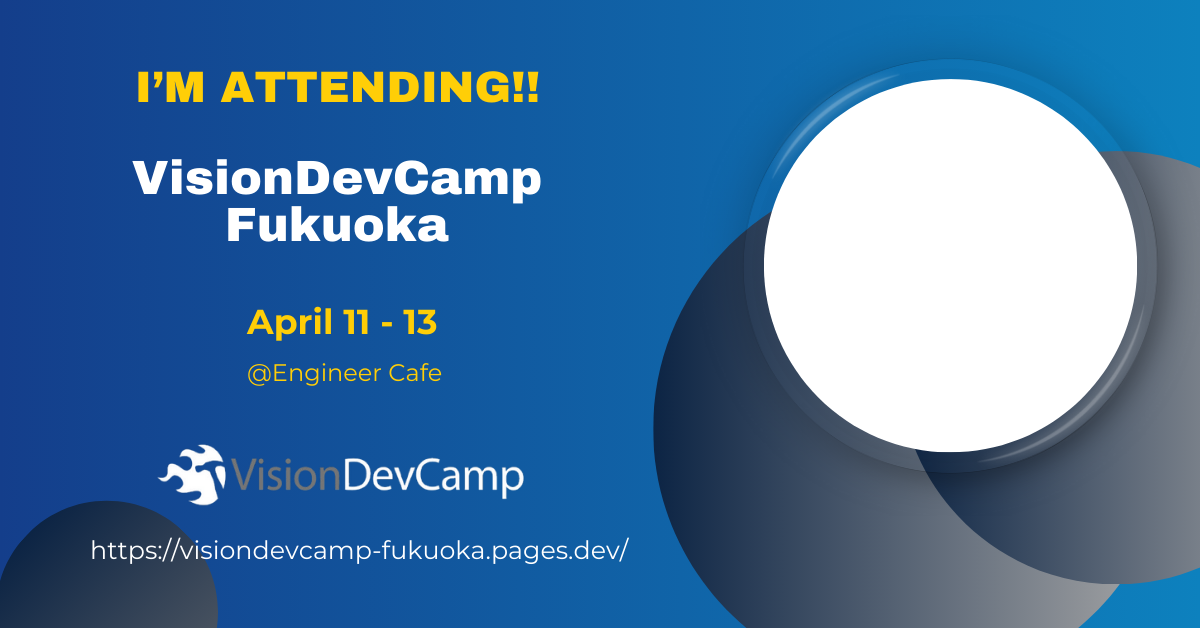 I’M ATTENDING!!
VisionDevCamp
Fukuoka
April 11 - 13
@Engineer Cafe
VisionDevCamp
https://visiondevcamp-fukuoka.pages.dev/